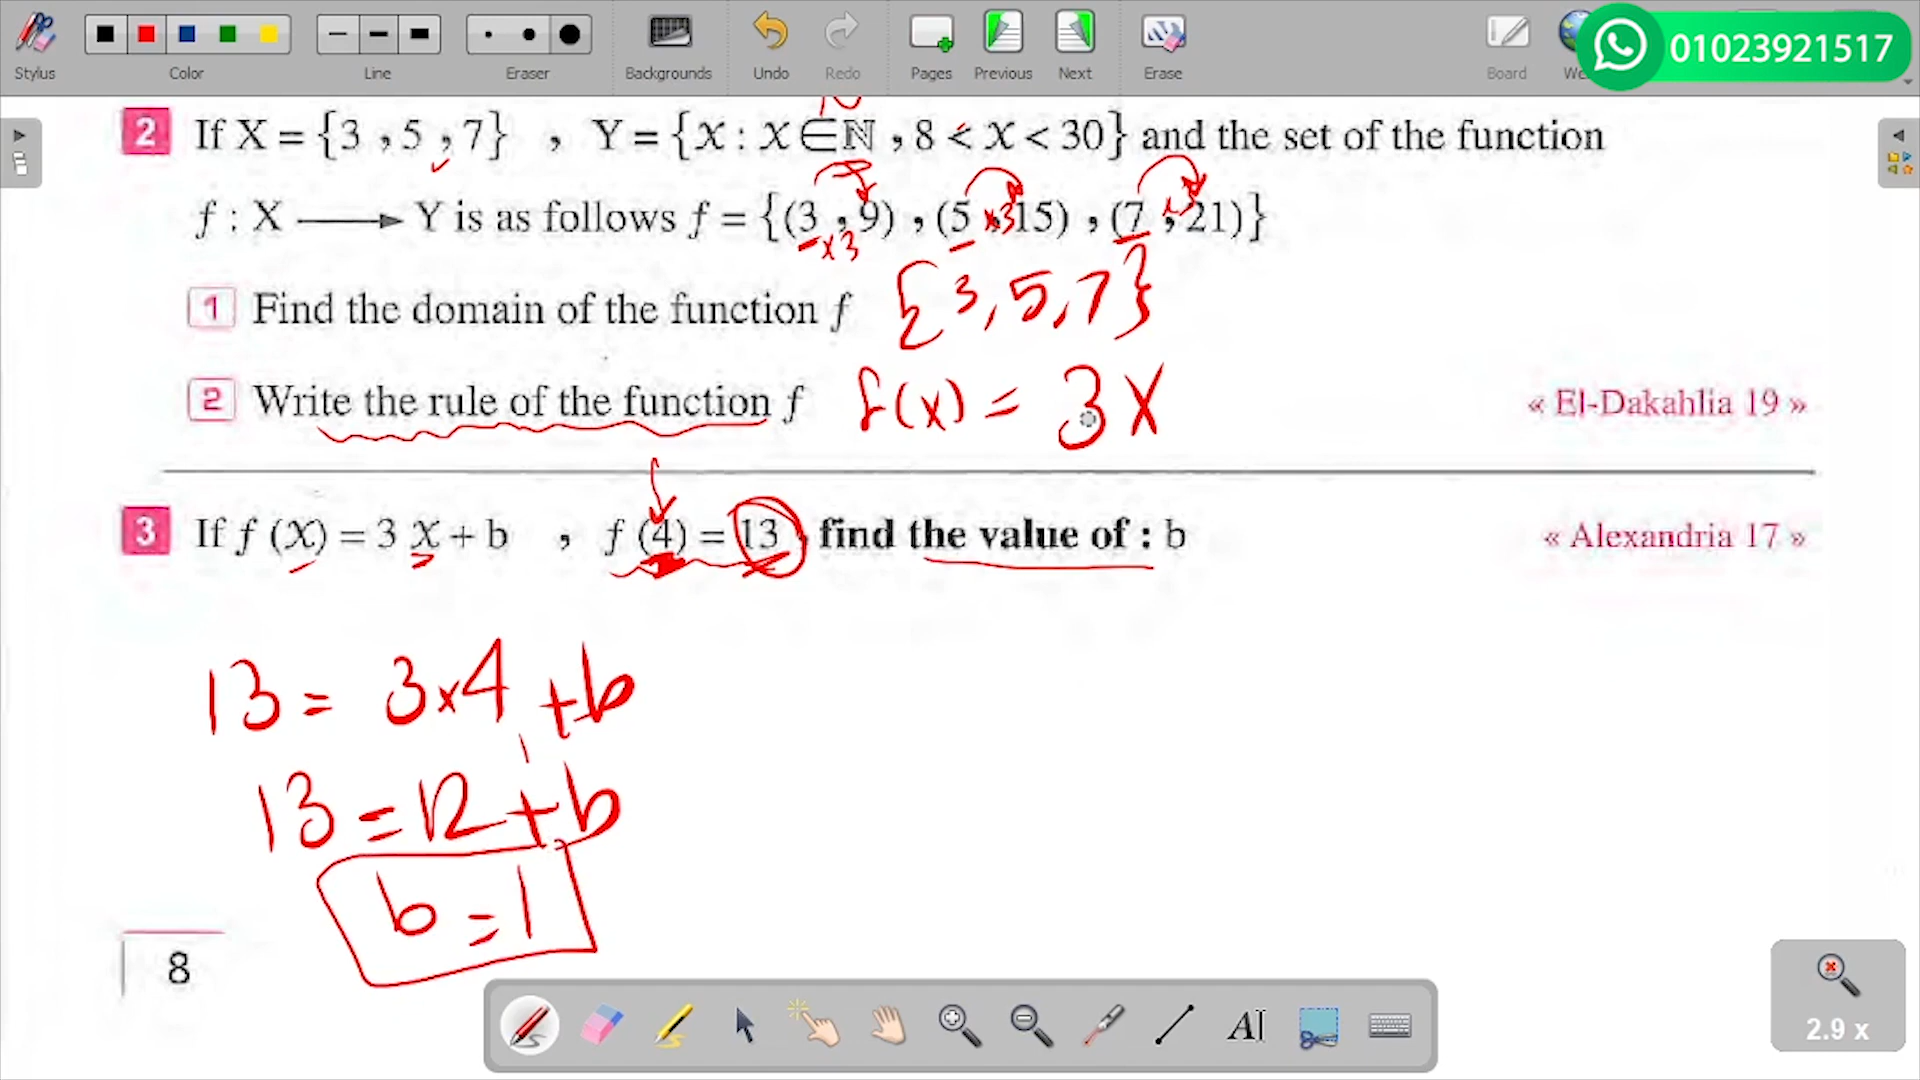 Stylus
Color
Line
Eraser
Backgrounds
Undo
Redo
Pages
Previous
Next
Erase
Board
01023921517
2 If X = {3 , 5 , 7} , Y = {X : X ∈ ℕ , 8 < X < 30} and the set of the function
f : X ⟶ Y is as follows f = {(3 , 9) , (5 , 15) , (7 , 21)}
×3 ×3
1 Find the domain of the function f {3, 5, 7}
2 Write the rule of the function f f(x) = 3x « El-Dakahlia 19 »
3 If f (X) = 3 X + b , f (4) = 13 find the value of : b « Alexandria 17 »
13 = 3×4 + b
13 = 12 + b
b = 1
8
2.9 x